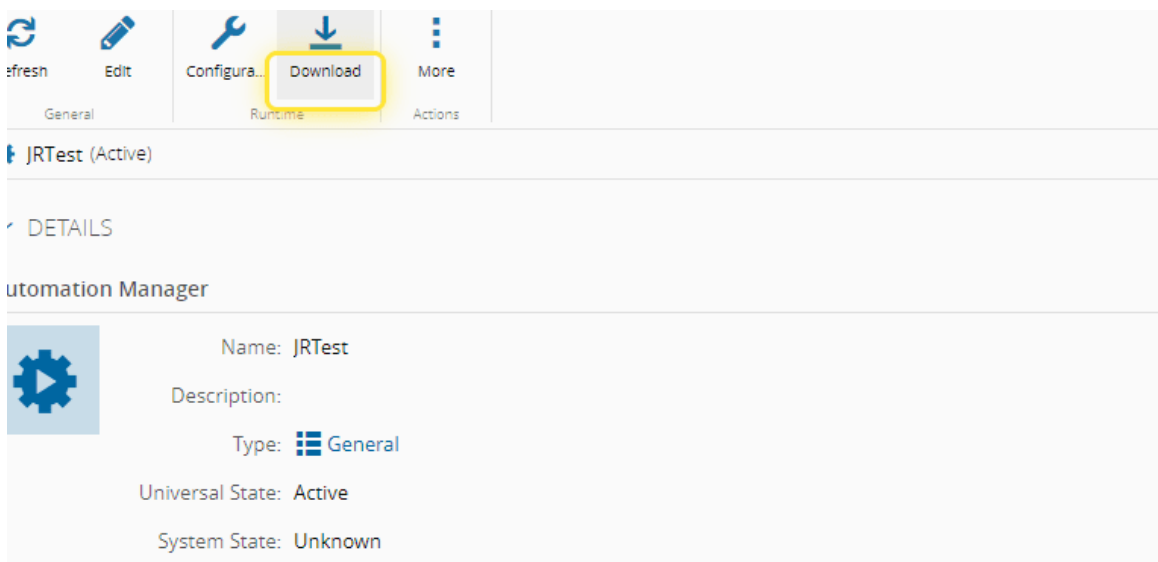 efresh Edit Configura... Download More
General Runtime Actions
JRTest (Active)
DETAILS
utomation Manager
Name: JRTest
Description:
Type: General
Universal State: Active
System State: Unknown